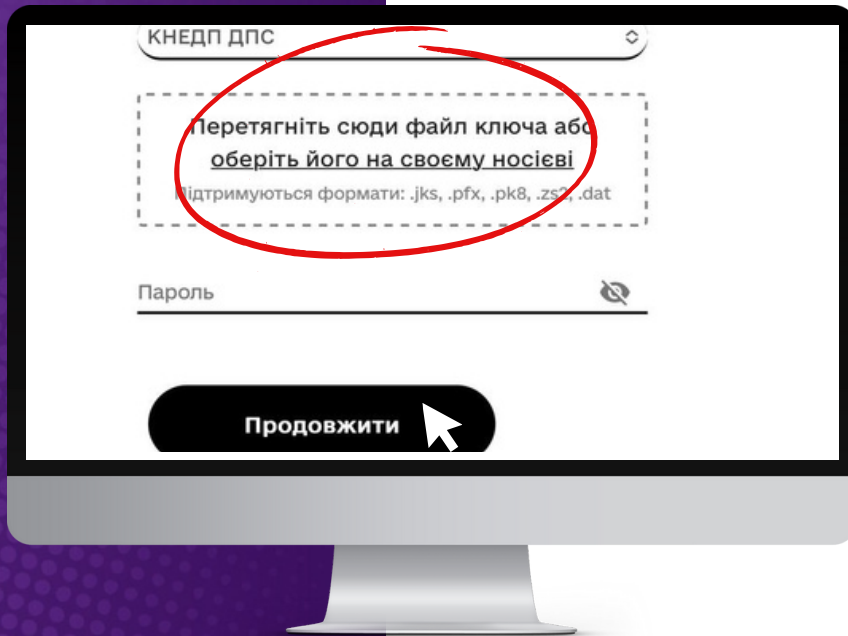 КНЕДП ДПС
Перетягніть сюди файл ключа або
оберіть його на своєму носієві
Підтримуються формати: .jks, .pfx, .pk8, .zs2, .dat
Пароль
Продовжити